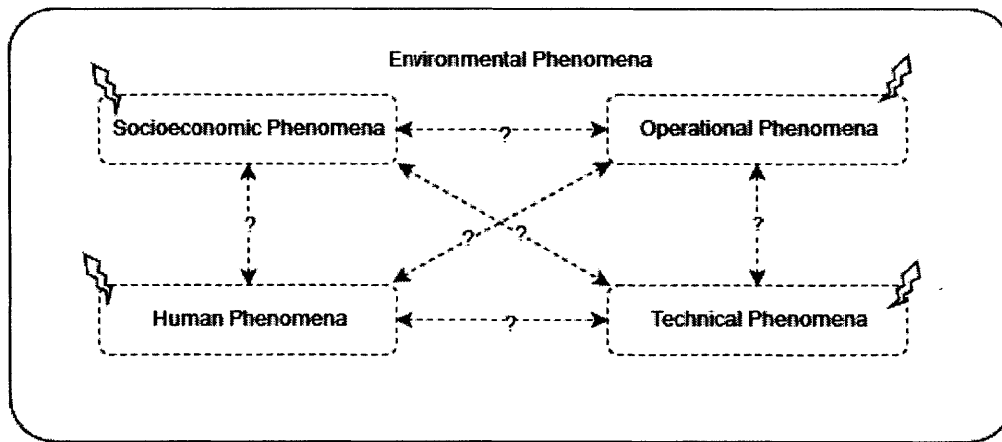 Environmental Phenomena
Socioeconomic Phenomena
?
Operational Phenomena
?
?
?
?
Human Phenomena
?
Technical Phenomena